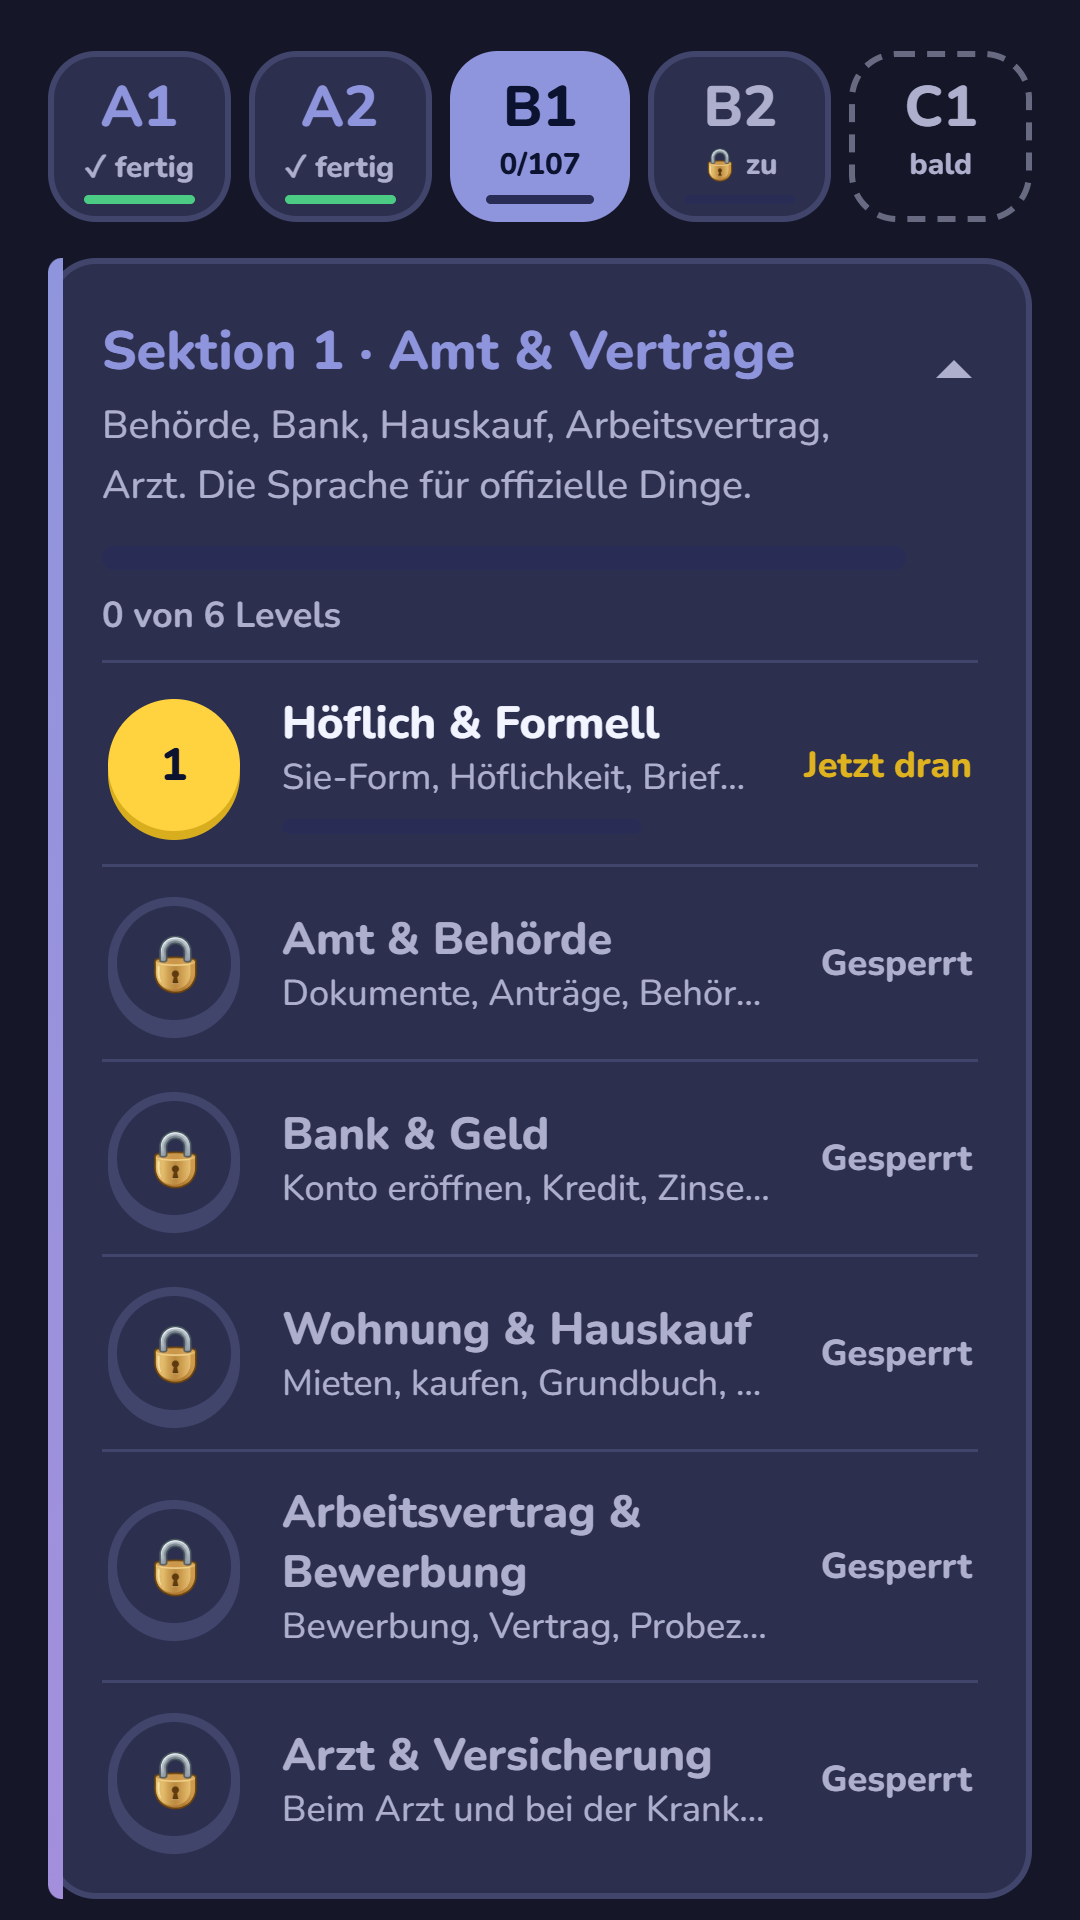 A1
✓ fertig
A2
✓ fertig
B1
0/107
B2
🔒 zu
C1
bald
Sektion 1 · Amt & Verträge
Behörde, Bank, Hauskauf, Arbeitsvertrag,
Arzt. Die Sprache für offizielle Dinge.
0 von 6 Levels
1
Höflich & Formell
Sie-Form, Höflichkeit, Brief...
Jetzt dran
Amt & Behörde
Dokumente, Anträge, Behör...
Gesperrt
Bank & Geld
Konto eröffnen, Kredit, Zinse...
Gesperrt
Wohnung & Hauskauf
Mieten, kaufen, Grundbuch, ...
Gesperrt
Arbeitsvertrag &
Bewerbung
Bewerbung, Vertrag, Probez...
Gesperrt
Arzt & Versicherung
Beim Arzt und bei der Krank...
Gesperrt